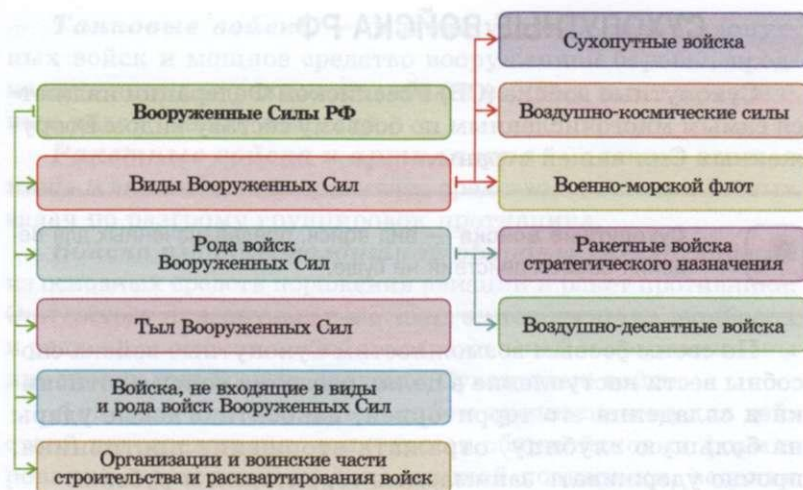 Вооруженные Силы РФ
Виды Вооруженных Сил
Рода войск
Вооруженных Сил
Тыл Вооруженных Сил
Войска, не входящие в виды
и рода войск Вооруженных Сил
Организации и воинские части
строительства и расквартирования войск
Сухопутные войска
Воздушно-космические силы
Военно-морской флот
Ракетные войска
стратегического назначения
Воздушно-десантные войска